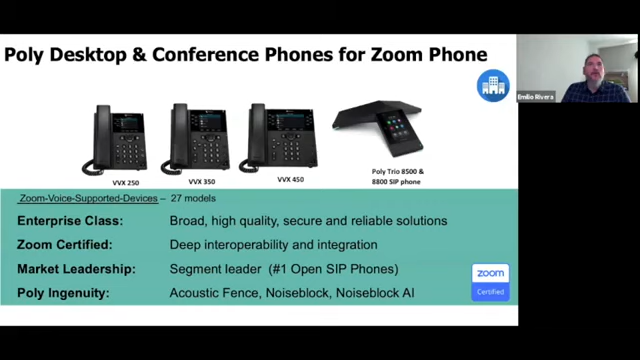 Poly Desktop & Conference Phones for Zoom Phone
Emilio Rivera
VVX 250
VVX 350
VVX 450
Poly Trio 8500 &
8800 SIP phone
Zoom-Voice-Supported-Devices – 27 models
Enterprise Class: Broad, high quality, secure and reliable solutions
Zoom Certified: Deep interoperability and integration
Market Leadership: Segment leader (#1 Open SIP Phones)
Poly Ingenuity: Acoustic Fence, Noiseblock, Noiseblock AI
zoom
Certified